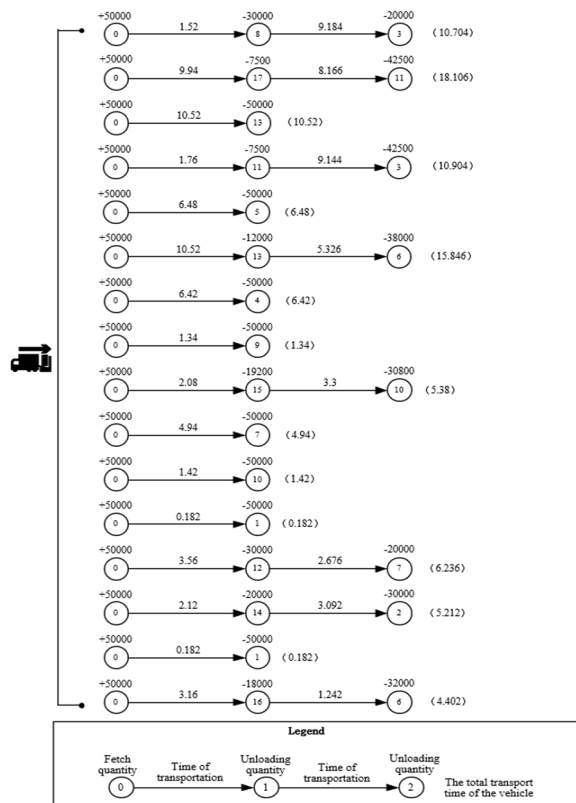 +50000 -30000 -20000
0 1.52 8 9.184 3 (10.704)
+50000 -7500 -42500
0 9.94 17 8.166 11 (18.106)
+50000 -50000
0 10.52 13 (10.52)
+50000 -7500 -42500
0 1.76 11 9.144 3 (10.904)
+50000 -50000
0 6.48 5 (6.48)
+50000 -12000 -38000
0 10.52 13 5.326 6 (15.846)
+50000 -50000
0 6.42 4 (6.42)
+50000 -50000
0 1.34 9 (1.34)
+50000 -19200 -30800
0 2.08 15 3.3 10 (5.38)
+50000 -50000
0 4.94 7 (4.94)
+50000 -50000
0 1.42 10 (1.42)
+50000 -50000
0 0.182 1 (0.182)
+50000 -30000 -20000
0 3.56 12 2.676 7 (6.236)
+50000 -20000 -30000
0 2.12 14 3.092 2 (5.212)
+50000 -50000
0 0.182 1 (0.182)
+50000 -18000 -32000
0 3.16 16 1.242 6 (4.402)
Legend
Fetch quantity
0
Time of transportation
Unloading quantity
1
Time of transportation
Unloading quantity
2
The total transport
time of the vehicle